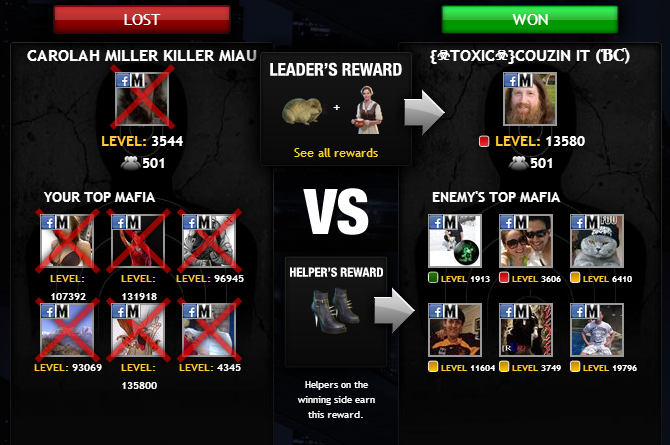 LOST
WON
CAROLAH MILLER KILLER MIAU
{☣TOXIC☣}COUZIN IT (BC)
LEADER'S REWARD
+
See all rewards
f M
LEVEL: 3544
501
f M
LEVEL: 13580
501
YOUR TOP MAFIA
f M
f M
f M
LEVEL:
107392
LEVEL:
131918
LEVEL: 96945
f M
f M
f M
LEVEL: 93069
LEVEL:
135800
LEVEL: 4345
VS
HELPER'S REWARD
Helpers on the
winning side earn
this reward.
ENEMY'S TOP MAFIA
f M
f M
f M FOO
LEVEL 1913
LEVEL 3606
LEVEL 6410
f M
f M
f M
LEVEL 11604
LEVEL 3749
LEVEL 19796